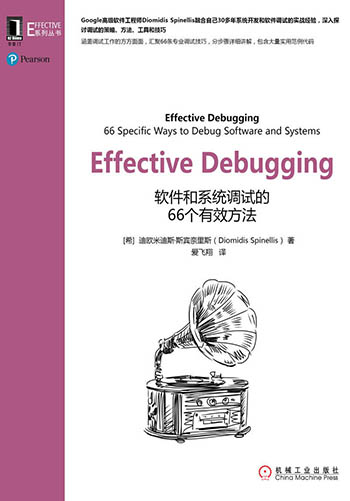 EFFECTIVE
系列丛书
华章IT
Pearson
Google高级软件工程师Diomidis Spinellis融合自己30多年系统开发和软件调试的实战经验，深入探
讨调试的策略、方法、工具和技巧
涵盖调试工作的方方面面，汇聚66条专业调试技巧，分步骤详细讲解，包含大量实用范例代码
Effective Debugging
66 Specific Ways to Debug Software and Systems
Effective Debugging
软件和系统调试的
66个有效方法
[希] 迪欧米迪斯·斯宾奈里斯（Diomidis Spinellis）著
爱飞翔 译
机械工业出版社
China Machine Press